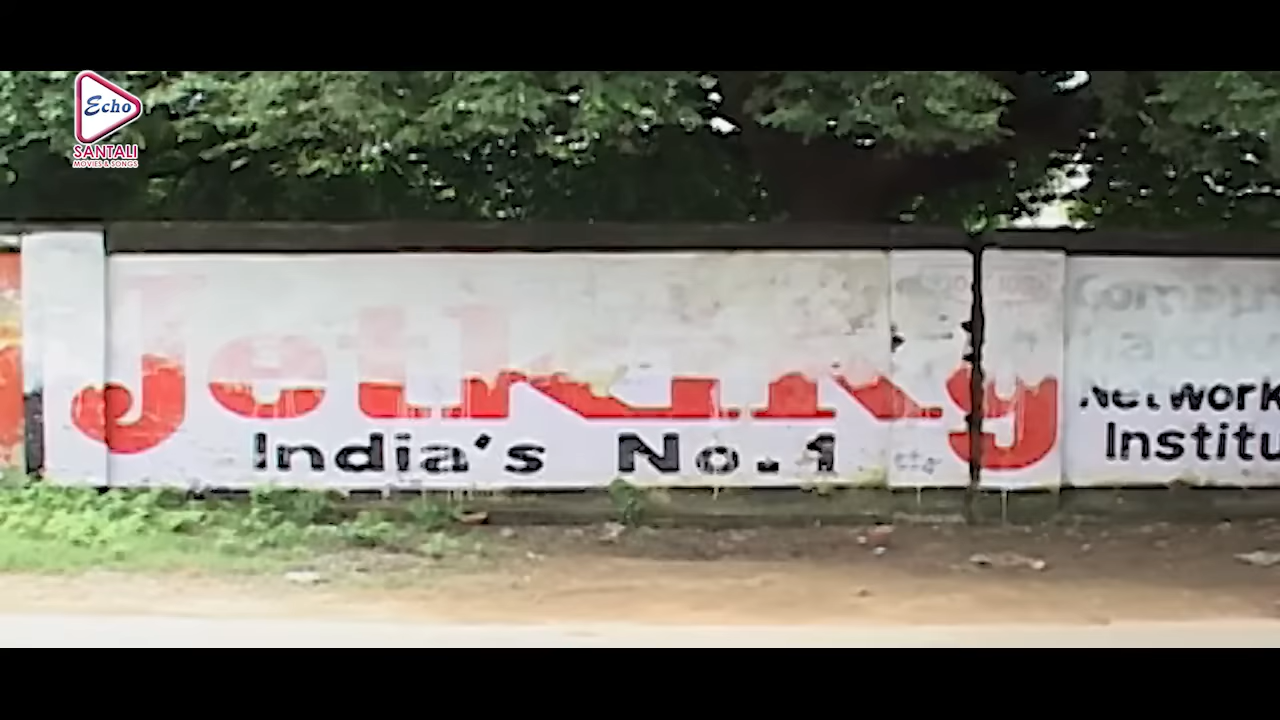 Echo
SANTALI
MOVIES & SONGS
Jetking
India's No.1
Network
Institu